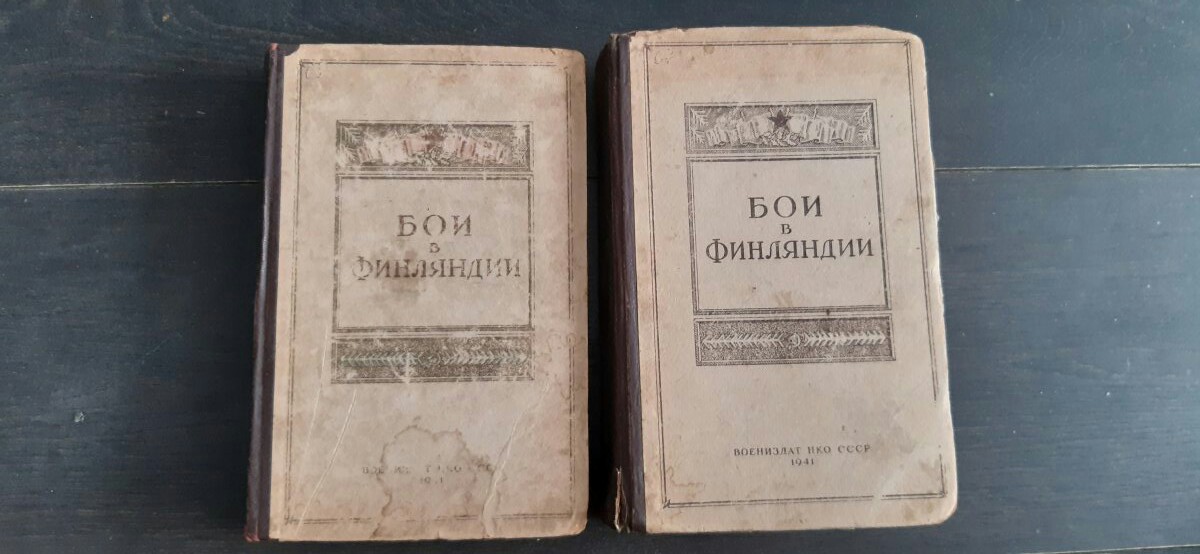 БОИ
В
ФИНЛЯНДИИ
БОИ
В
ФИНЛЯНДИИ
ВОЕНИЗДАТ НКО СССР
1941